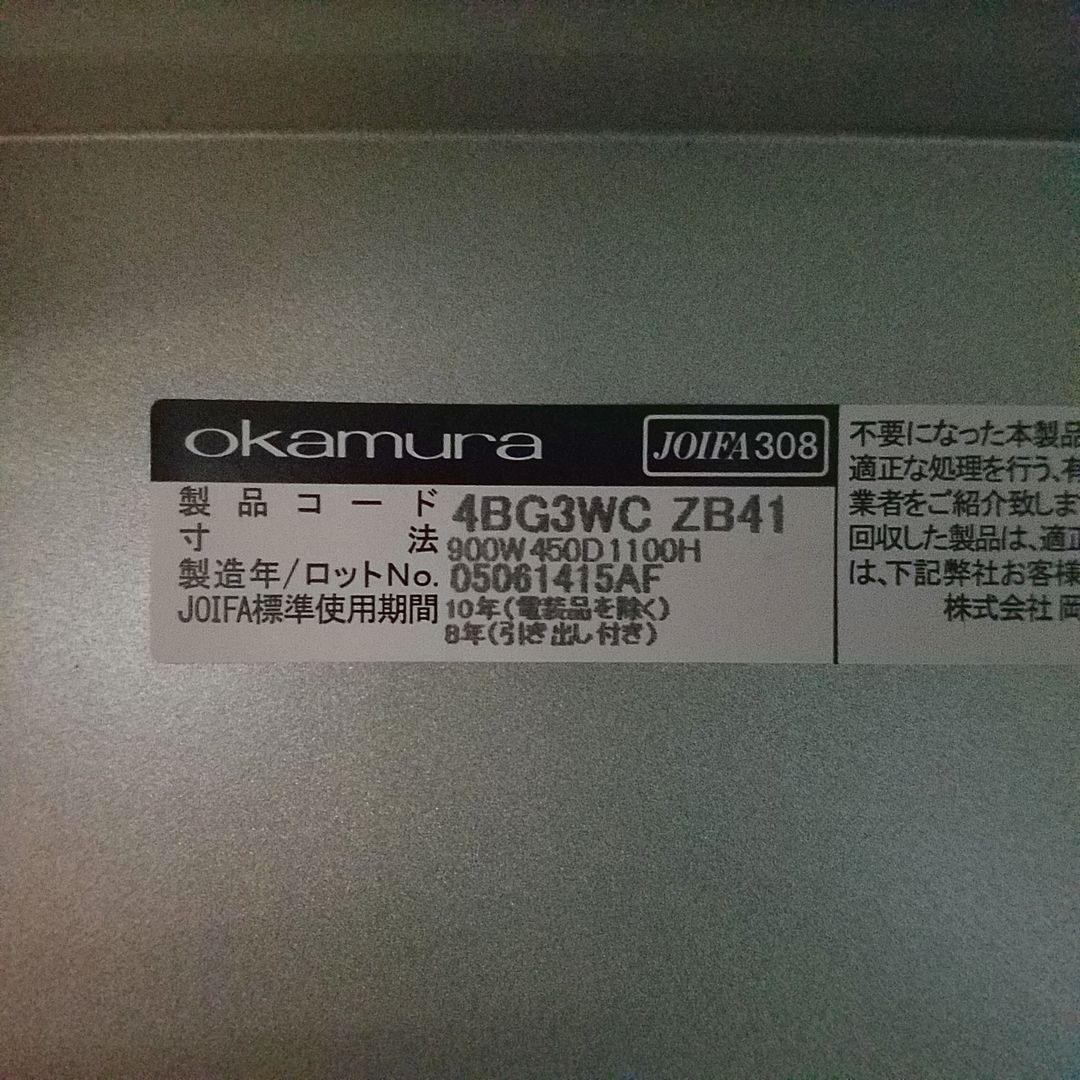 okamura
JOIFA308
製品コード 4BG3WC ZB41
寸法 900W450D1100H
製造年/ロットNo. 05061415AF
JOIFA標準使用期間 10年(電装品を除く)
8年(引き出し付き)
不要になった本製品
適正な処理を行う、有
業者をご紹介致しま
回収した製品は、適正
は、下記弊社お客様
株式会社 岡